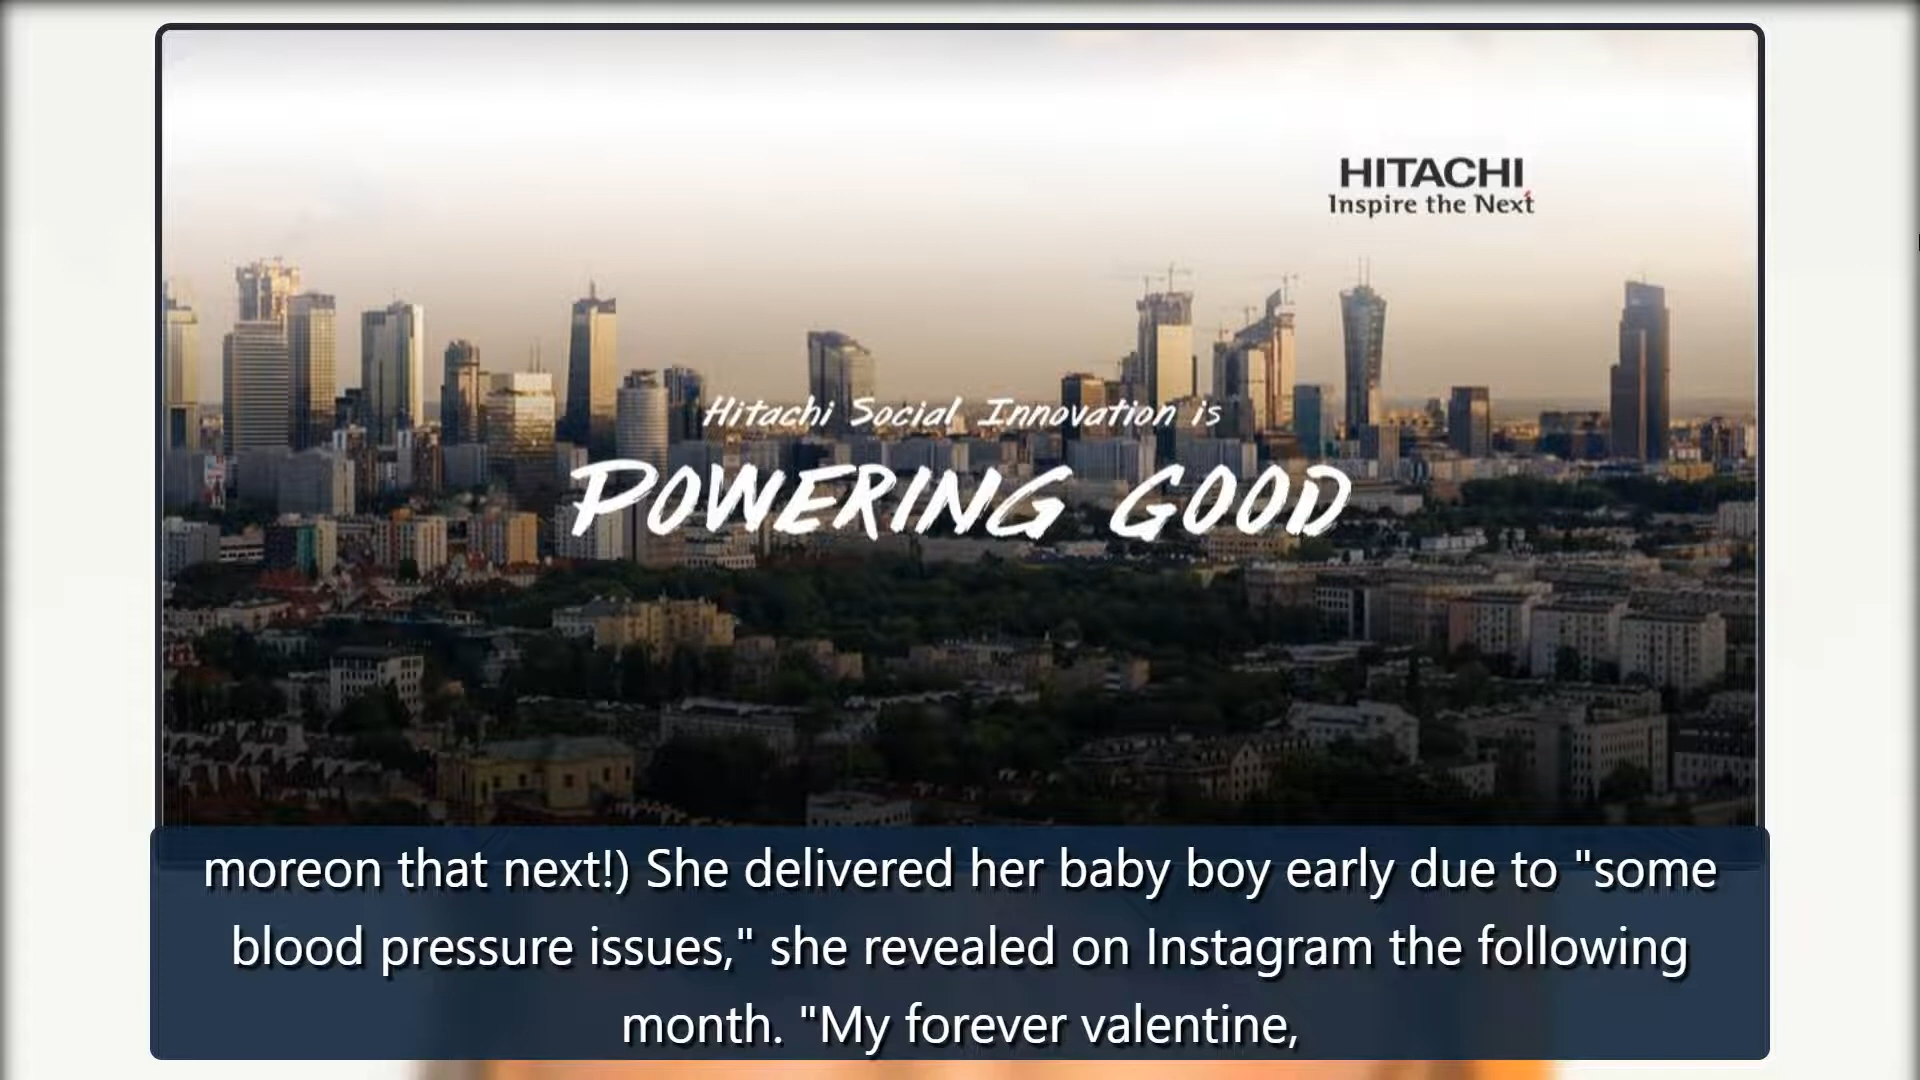 HITACHI
Inspire the Next
Hitachi Social Innovation is
POWERING GOOD
moreon that next!) She delivered her baby boy early due to "some
blood pressure issues," she revealed on Instagram the following
month. "My forever valentine,